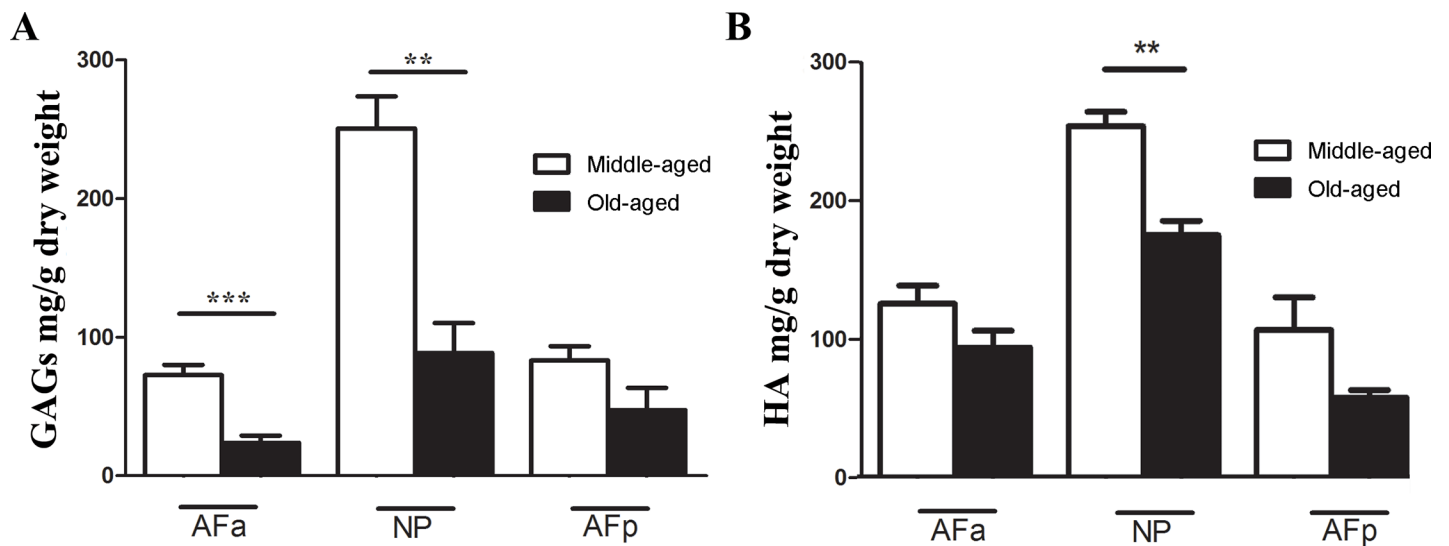 A
GAGs mg/g dry weight
300
200
100
0
***
**
Middle-aged
Old-aged
AFa
NP
AFp
B
HA mg/g dry weight
300
200
100
0
**
Middle-aged
Old-aged
AFa
NP
AFp